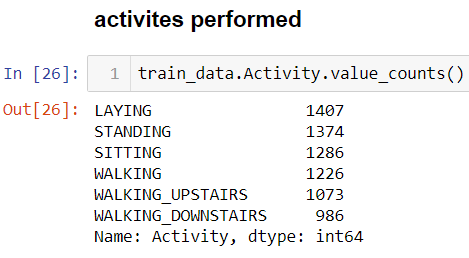 activites performed
In [26]: 1 train_data.Activity.value_counts()
Out[26]: LAYING 1407
STANDING 1374
SITTING 1286
WALKING 1226
WALKING_UPSTAIRS 1073
WALKING_DOWNSTAIRS 986
Name: Activity, dtype: int64